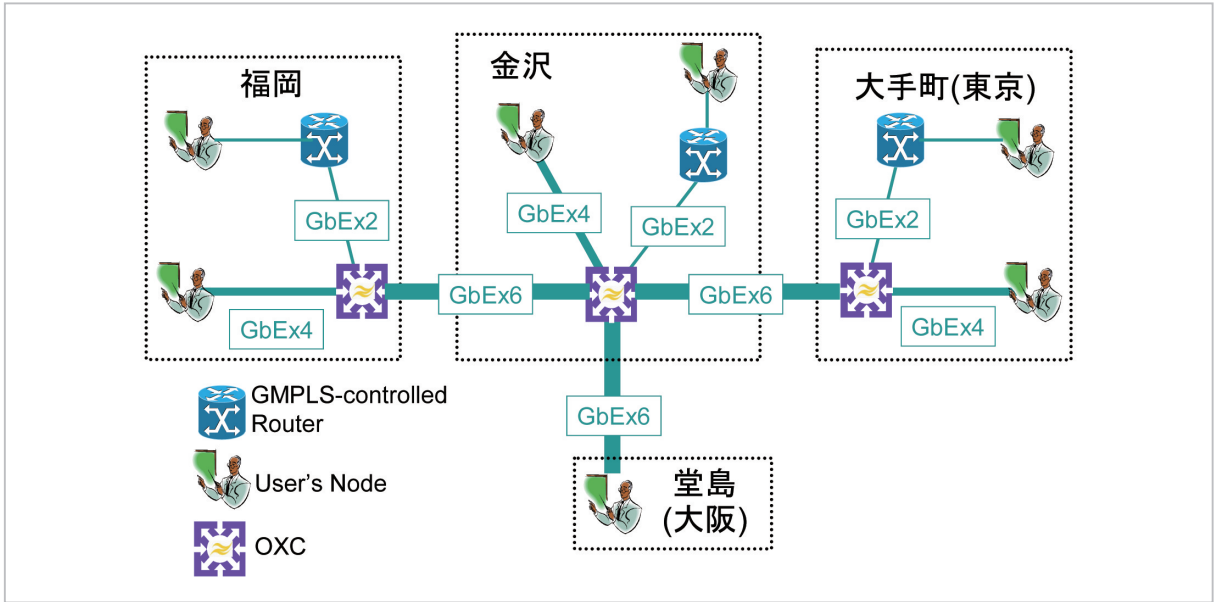 福岡
金沢
大手町(東京)
GbEx2
GbEx4
GbEx2
GbEx2
GbEx4
GbEx6
GbEx6
GbEx4
GbEx6
GMPLS-controlled
Router
User's Node
OXC
堂島
(大阪)